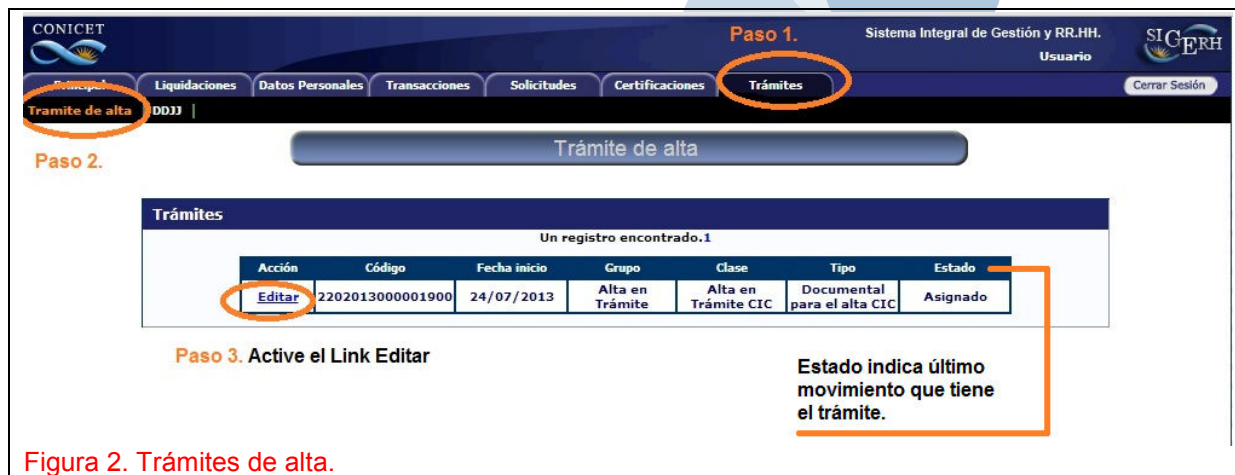 CONICET
Paso 1.
Sistema Integral de Gestión y RR.HH.
Usuario
SIGERH
Principal Liquidaciones Datos Personales Transacciones Solicitudes Certificaciones Trámites Cerrar Sesión
Tramite de alta DDJJ |
Paso 2.
Trámite de alta
Trámites
Un registro encontrado.1
Acción Código Fecha inicio Grupo Clase Tipo Estado
Editar 2202013000001900 24/07/2013 Alta en Trámite Alta en Trámite CIC Documental para el alta CIC Asignado
Paso 3. Active el Link Editar
Estado indica último
movimiento que tiene
el trámite.
Figura 2. Trámites de alta.